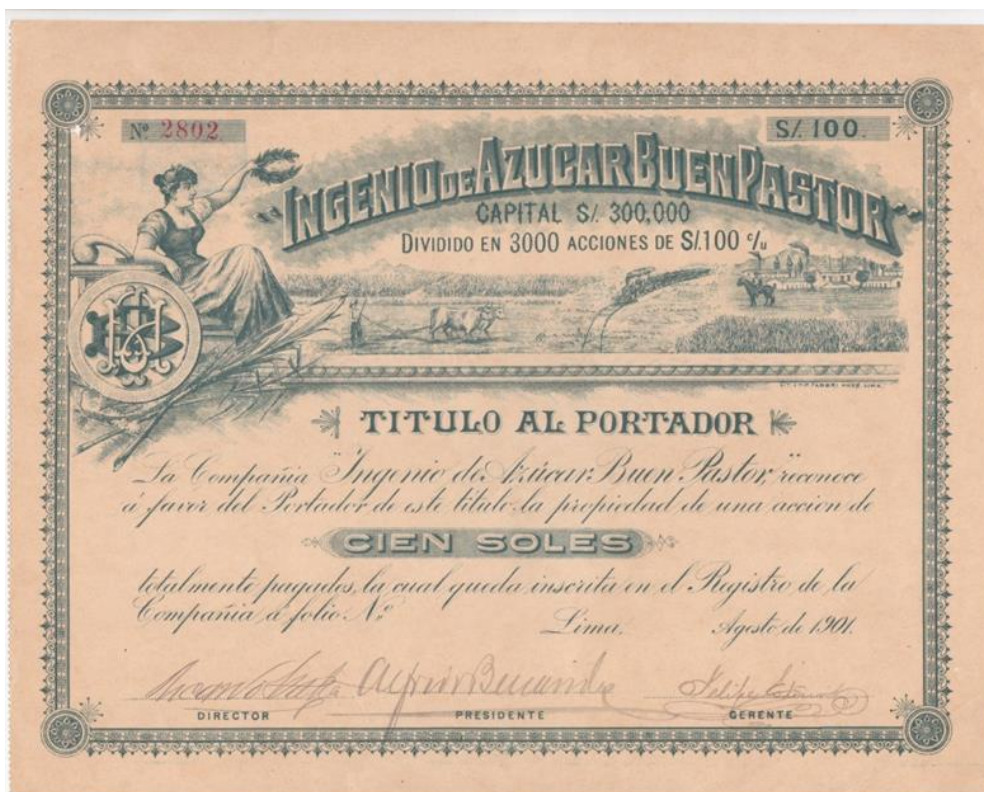 Nº 2802
S/. 100.
"INGENIO DE AZUCAR BUEN PASTOR"
CAPITAL S/. 300,000
DIVIDIDO EN 3000 ACCIONES DE S/.100 c/u
TITULO AL PORTADOR
La Compañia "Ingenio de Azúcar Buen Pastor," reconoce
á favor del Portador de este titulo la propiedad de una accion de
CIEN SOLES
totalmente pagados, la cual queda inscrita en el Registro de la
Compañia á folio Nº
Lima, Agosto de 1901.
DIRECTOR
PRESIDENTE
GERENTE